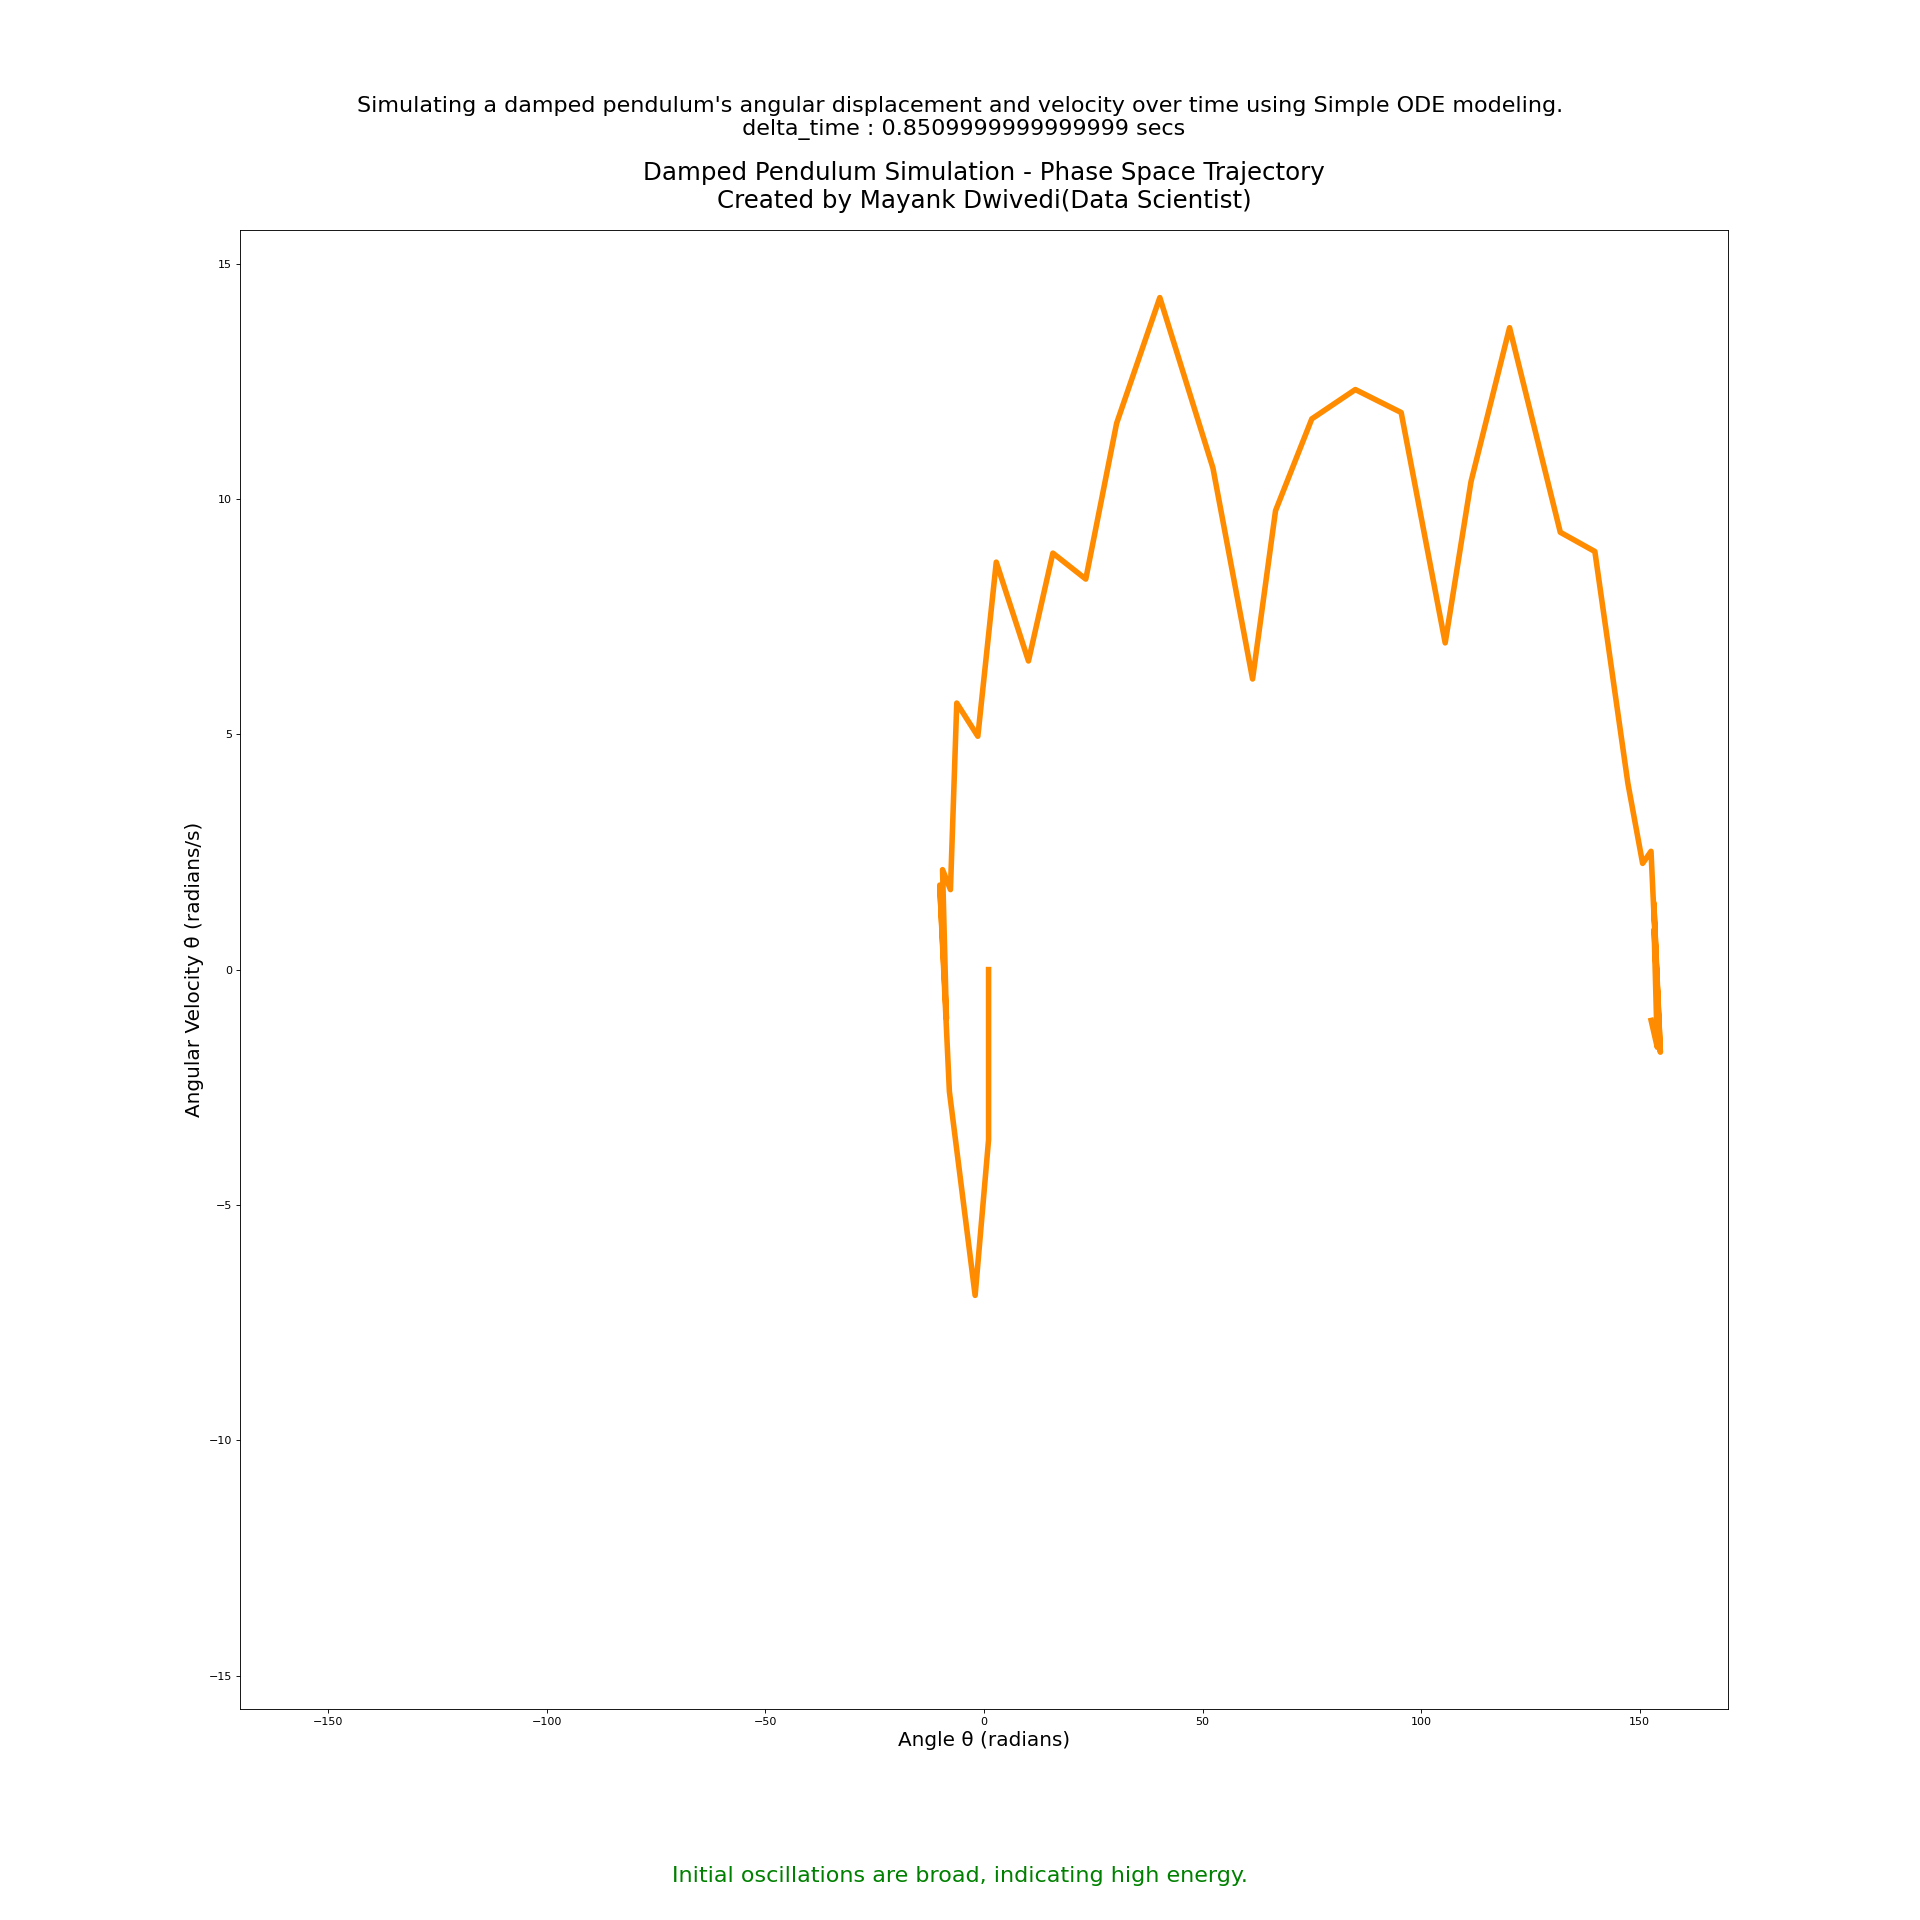 Simulating a damped pendulum's angular displacement and velocity over time using Simple ODE modeling.
delta_time : 0.8509999999999999 secs
Damped Pendulum Simulation - Phase Space Trajectory
Created by Mayank Dwivedi(Data Scientist)
15
10
5
0
−5
−10
−15
Angular Velocity θ (radians/s)
−150
−100
−50
0
50
100
150
Angle θ (radians)
Initial oscillations are broad, indicating high energy.